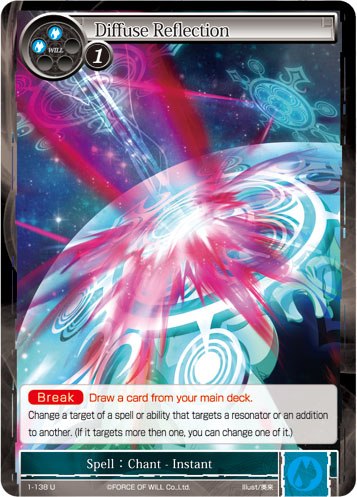 Diffuse Reflection
WILL
1
Break Draw a card from your main deck.
Change a target of a spell or ability that targets a resonator or an addition
to another. (If it targets more then one, you can change one of it.)
Spell : Chant - Instant
1-138 U ©FORCE OF WILL Co.,Ltd. Illust/美来